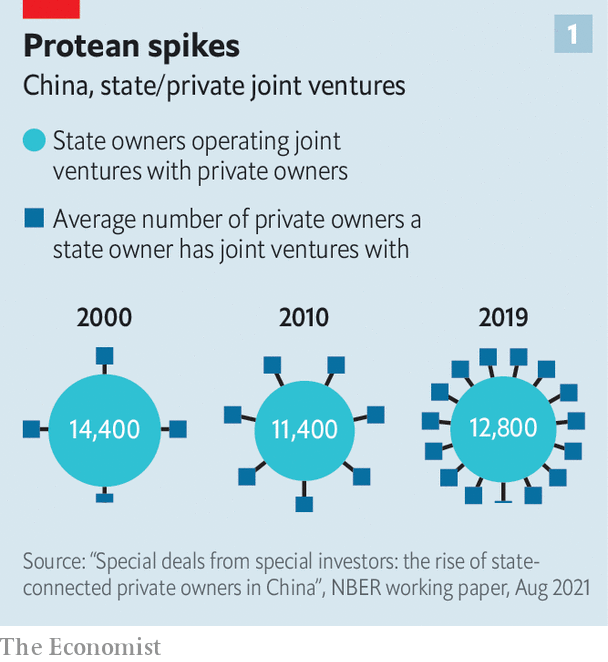 Protean spikes
1
China, state/private joint ventures
State owners operating joint
ventures with private owners
Average number of private owners a
state owner has joint ventures with
2000
2010
2019
14,400
11,400
12,800
Source: “Special deals from special investors: the rise of state-
connected private owners in China”, NBER working paper, Aug 2021
The Economist